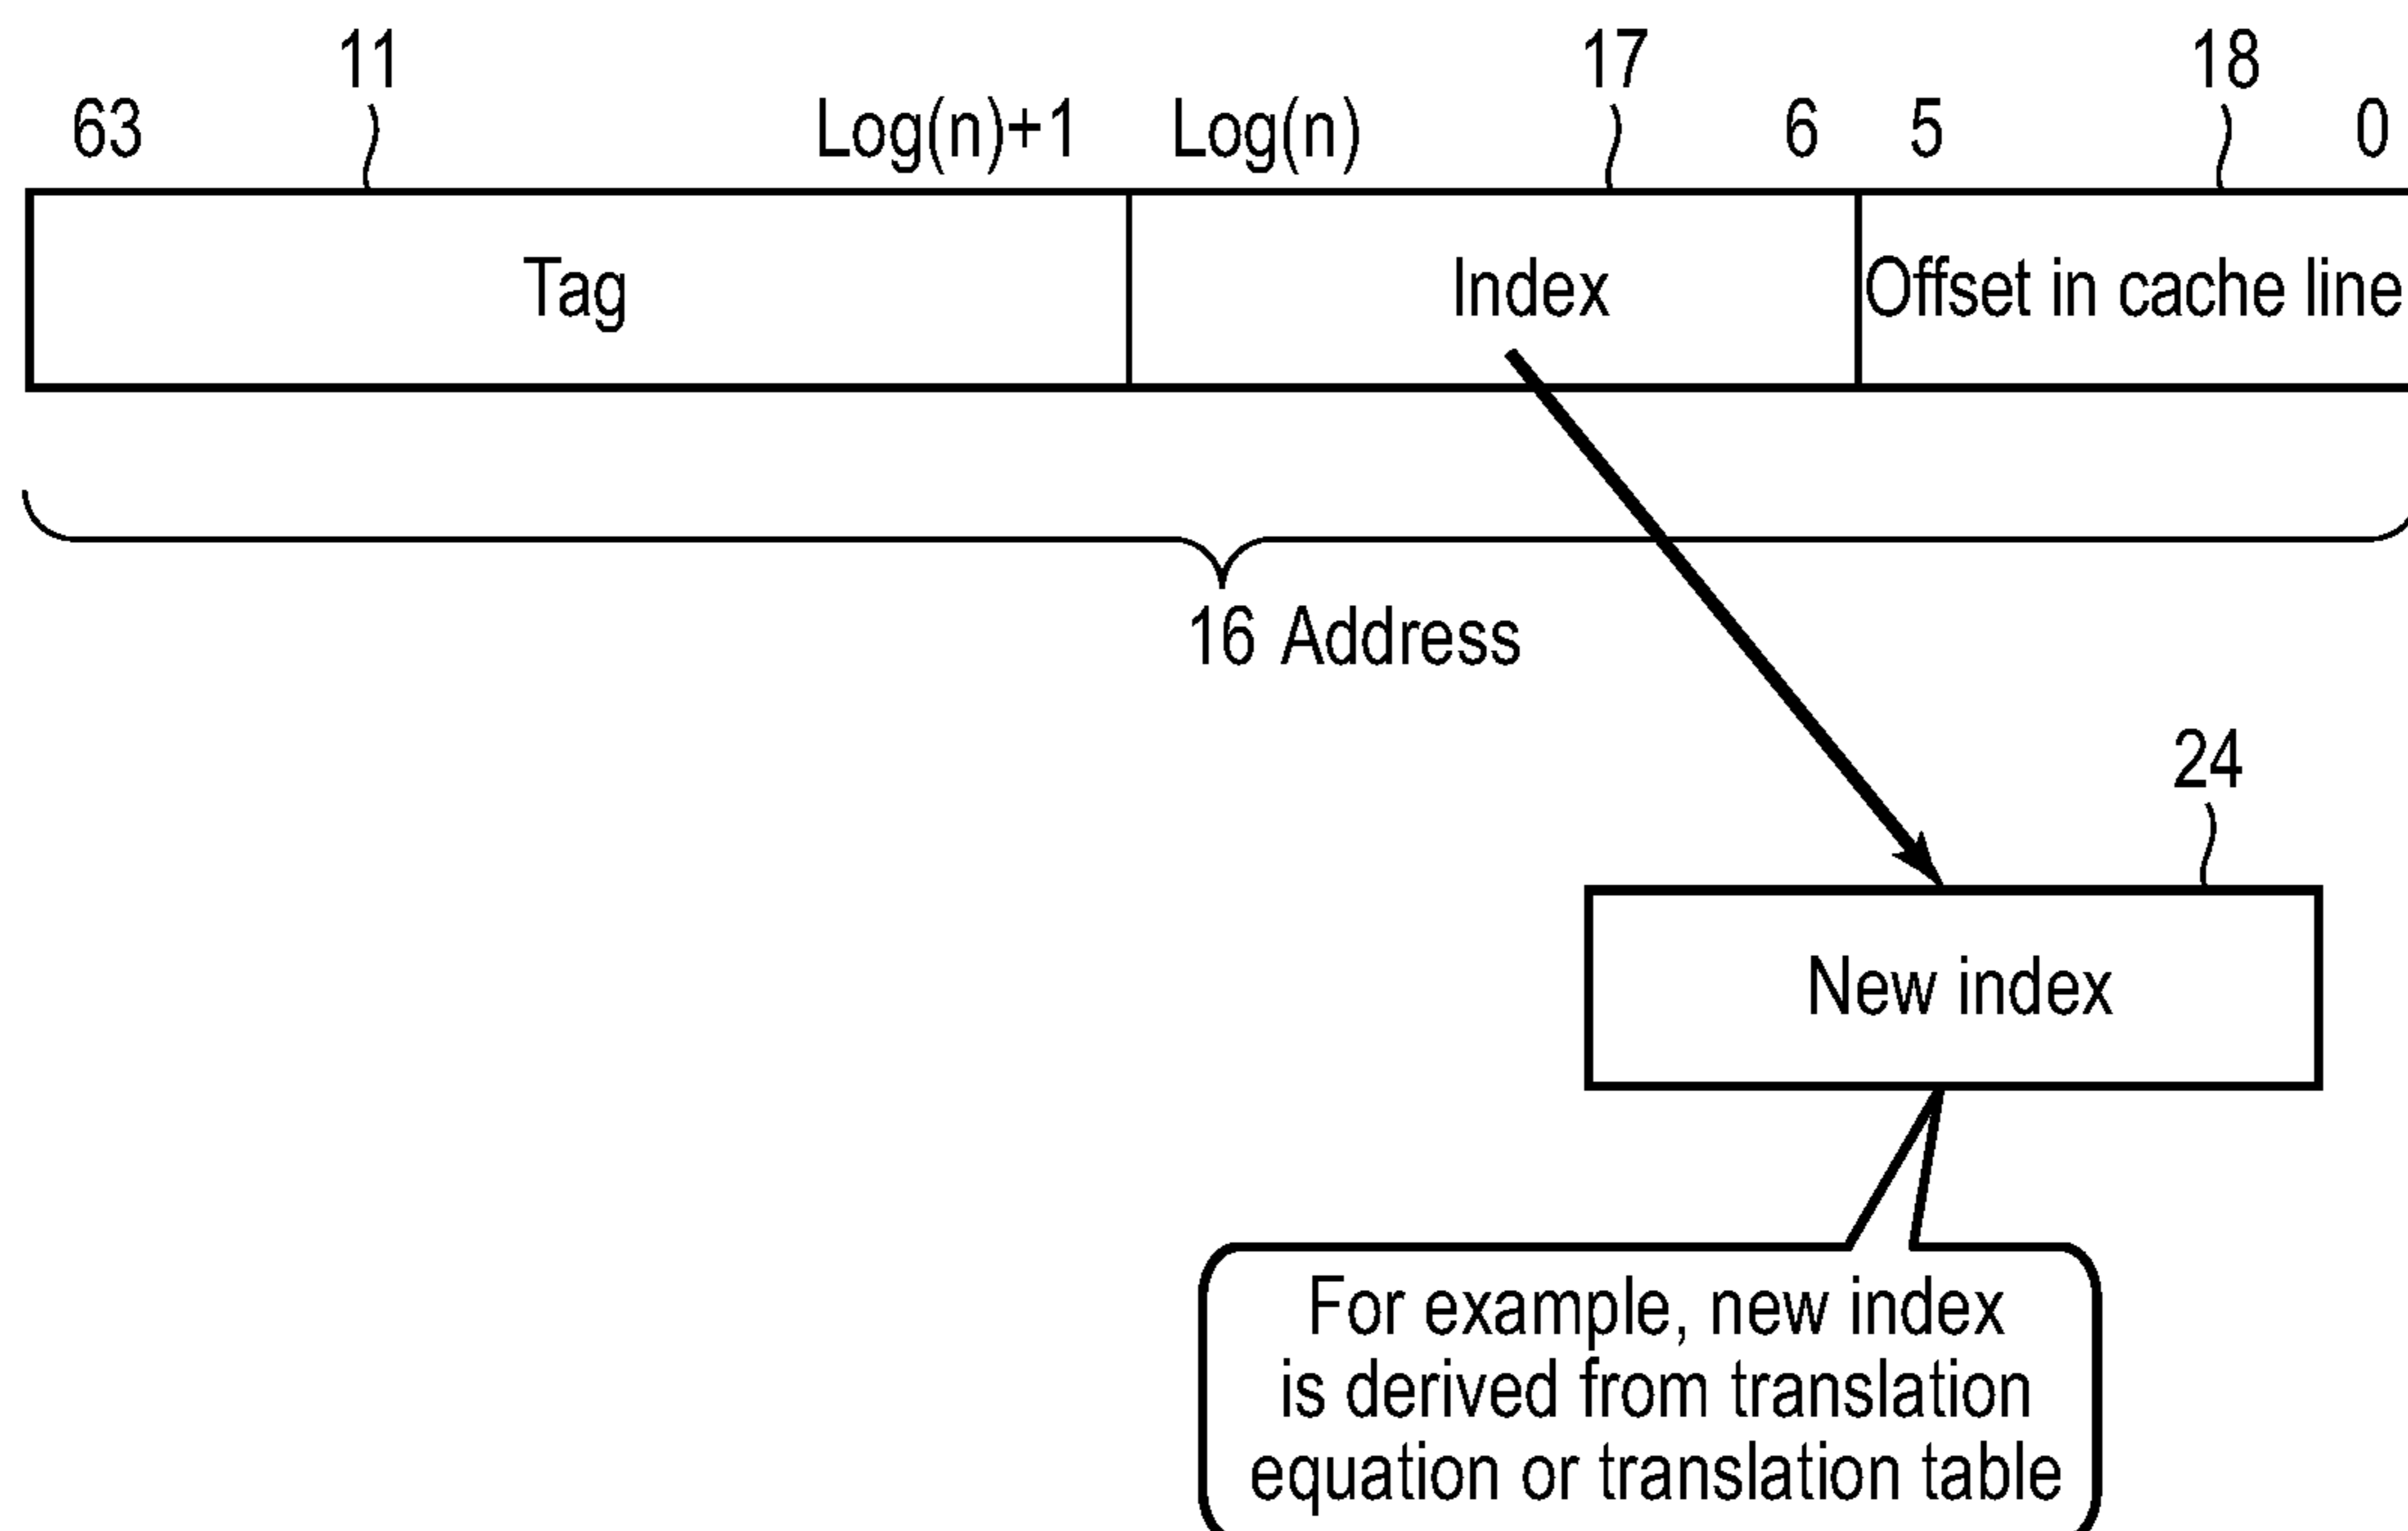 11 17 18
63 Log(n)+1 Log(n) 6 5 0
Tag Index Offset in cache line
16 Address
24
New index
For example, new index
is derived from translation
equation or translation table